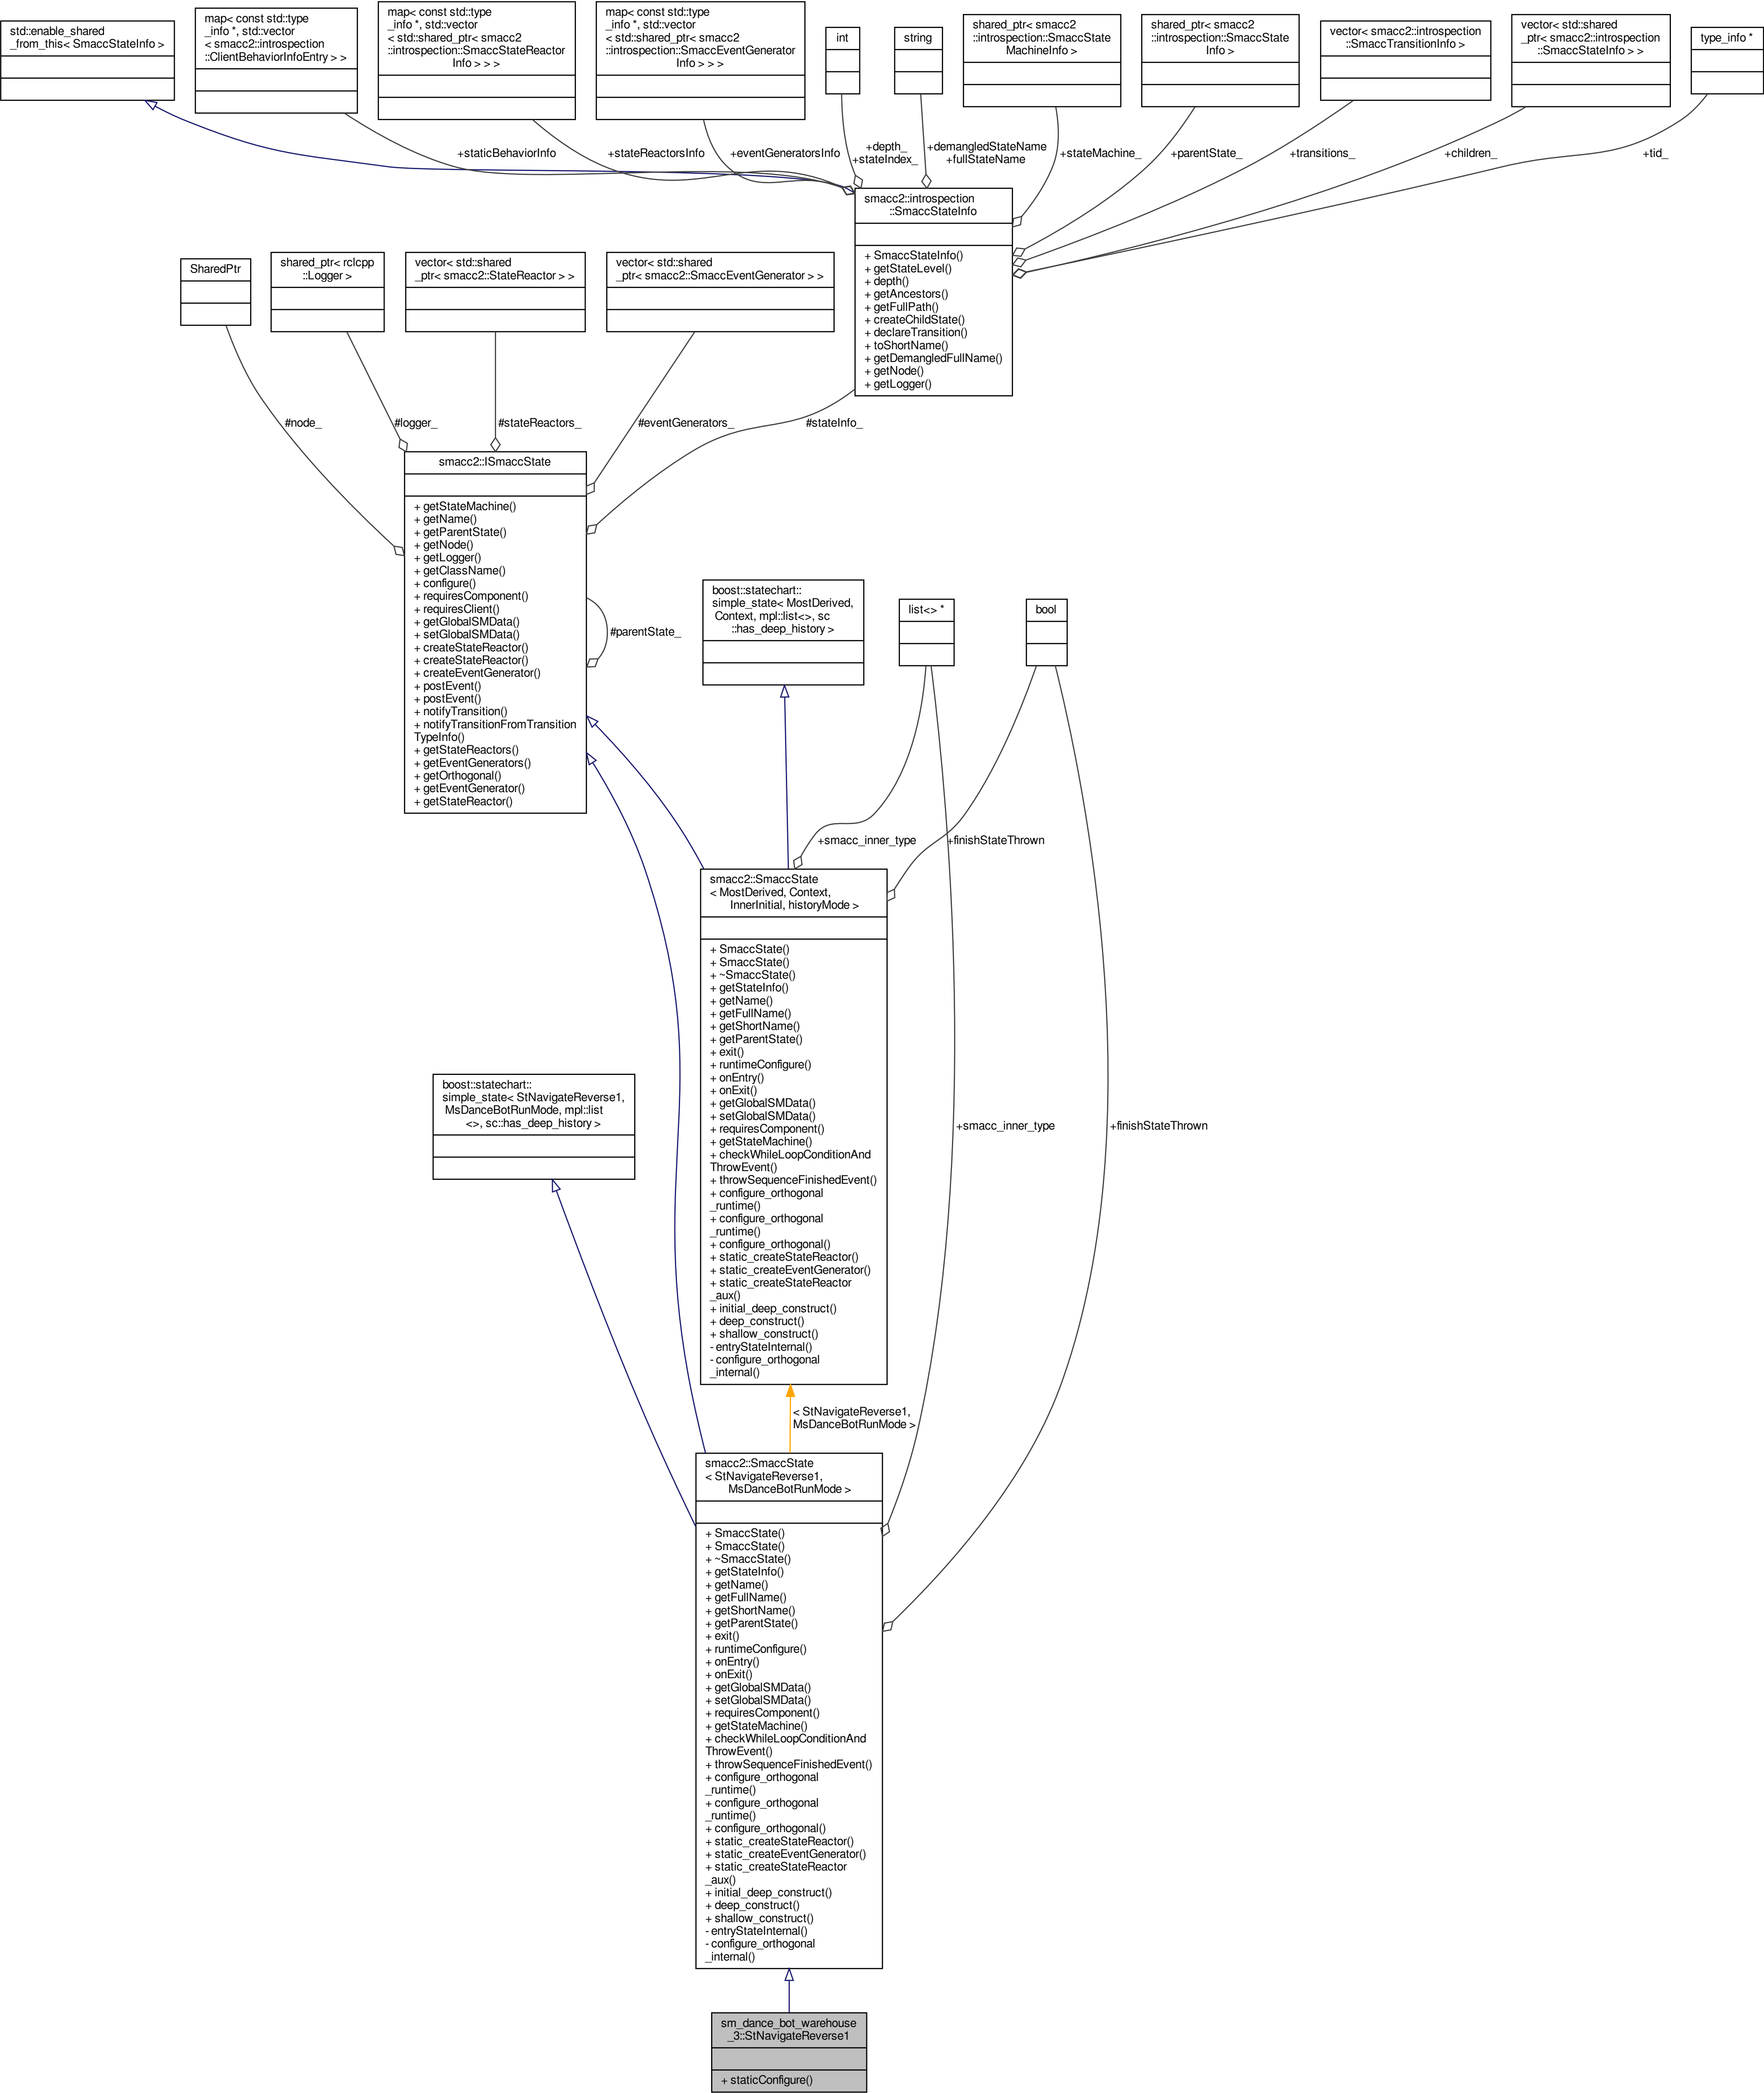 std::enable_shared
_from_this< SmaccStateInfo >
map< const std::type
_info *, std::vector
< smacc2::introspection
::ClientBehaviorInfoEntry > >
map< const std::type
_info *, std::vector
< std::shared_ptr< smacc2
::introspection::SmaccStateReactor
Info > > >
map< const std::type
_info *, std::vector
< std::shared_ptr< smacc2
::introspection::SmaccEventGenerator
Info > > >
int
string
shared_ptr< smacc2
::introspection::SmaccState
MachineInfo >
shared_ptr< smacc2
::introspection::SmaccState
Info >
vector< smacc2::introspection
::SmaccTransitionInfo >
vector< std::shared
_ptr< smacc2::introspection
::SmaccStateInfo > >
type_info *
+staticBehaviorInfo
+stateReactorsInfo
+eventGeneratorsInfo
+depth_
+stateIndex_
+demangledStateName
+fullStateName
+stateMachine_
+parentState_
+transitions_
+children_
+tid_
smacc2::introspection
::SmaccStateInfo
+ SmaccStateInfo()
+ getStateLevel()
+ depth()
+ getAncestors()
+ getFullPath()
+ createChildState()
+ declareTransition()
+ toShortName()
+ getDemangledFullName()
+ getNode()
+ getLogger()
SharedPtr
shared_ptr< rclcpp
::Logger >
vector< std::shared
_ptr< smacc2::StateReactor > >
vector< std::shared
_ptr< smacc2::SmaccEventGenerator > >
#node_
#logger_
#stateReactors_
#eventGenerators_
#stateInfo_
smacc2::ISmaccState
+ getStateMachine()
+ getName()
+ getParentState()
+ getNode()
+ getLogger()
+ getClassName()
+ configure()
+ requiresComponent()
+ requiresClient()
+ getGlobalSMData()
+ setGlobalSMData()
+ createStateReactor()
+ createStateReactor()
+ createEventGenerator()
+ postEvent()
+ postEvent()
+ notifyTransition()
+ notifyTransitionFromTransition
TypeInfo()
+ getStateReactors()
+ getEventGenerators()
+ getOrthogonal()
+ getEventGenerator()
+ getStateReactor()
#parentState_
boost::statechart::
simple_state< MostDerived,
Context, mpl::list<>, sc
::has_deep_history >
list<> *
bool
+smacc_inner_type
+finishStateThrown
smacc2::SmaccState
< MostDerived, Context,
InnerInitial, historyMode >
+ SmaccState()
+ SmaccState()
+ ~SmaccState()
+ getStateInfo()
+ getName()
+ getFullName()
+ getShortName()
+ getParentState()
+ exit()
+ runtimeConfigure()
+ onEntry()
+ onExit()
+ getGlobalSMData()
+ setGlobalSMData()
+ requiresComponent()
+ getStateMachine()
+ checkWhileLoopConditionAnd
ThrowEvent()
+ throwSequenceFinishedEvent()
+ configure_orthogonal
_runtime()
+ configure_orthogonal
_runtime()
+ configure_orthogonal()
+ static_createStateReactor()
+ static_createEventGenerator()
+ static_createStateReactor
_aux()
+ initial_deep_construct()
+ deep_construct()
+ shallow_construct()
- entryStateInternal()
- configure_orthogonal
_internal()
boost::statechart::
simple_state< StNavigateReverse1,
MsDanceBotRunMode, mpl::list
<>, sc::has_deep_history >
+smacc_inner_type
+finishStateThrown
< StNavigateReverse1,
MsDanceBotRunMode >
smacc2::SmaccState
< StNavigateReverse1,
MsDanceBotRunMode >
+ SmaccState()
+ SmaccState()
+ ~SmaccState()
+ getStateInfo()
+ getName()
+ getFullName()
+ getShortName()
+ getParentState()
+ exit()
+ runtimeConfigure()
+ onEntry()
+ onExit()
+ getGlobalSMData()
+ setGlobalSMData()
+ requiresComponent()
+ getStateMachine()
+ checkWhileLoopConditionAnd
ThrowEvent()
+ throwSequenceFinishedEvent()
+ configure_orthogonal
_runtime()
+ configure_orthogonal
_runtime()
+ configure_orthogonal()
+ static_createStateReactor()
+ static_createEventGenerator()
+ static_createStateReactor
_aux()
+ initial_deep_construct()
+ deep_construct()
+ shallow_construct()
- entryStateInternal()
- configure_orthogonal
_internal()
sm_dance_bot_warehouse
_3::StNavigateReverse1
+ staticConfigure()